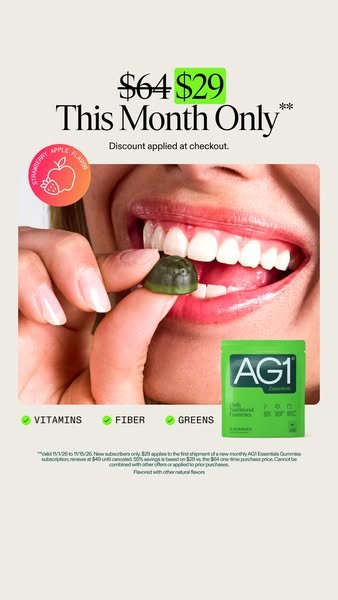 $64 $29
This Month Only**
Discount applied at checkout.
STRAWBERRY APPLE FLAVOR
AG1
Essentials
Daily
Nutritional
Gummies
VITAMINS
FIBER
GREENS
**Valid 11/1/26 to 11/15/26. New subscribers only, $29 applies to the first shipment of a new monthly AG1 Essentials Gummies
subscription; renews at $49 until canceled. 55% savings is based on $29 vs. the $64 one-time purchase price. Cannot be
combined with other offers or applied to prior purchases.
Flavored with other natural flavors